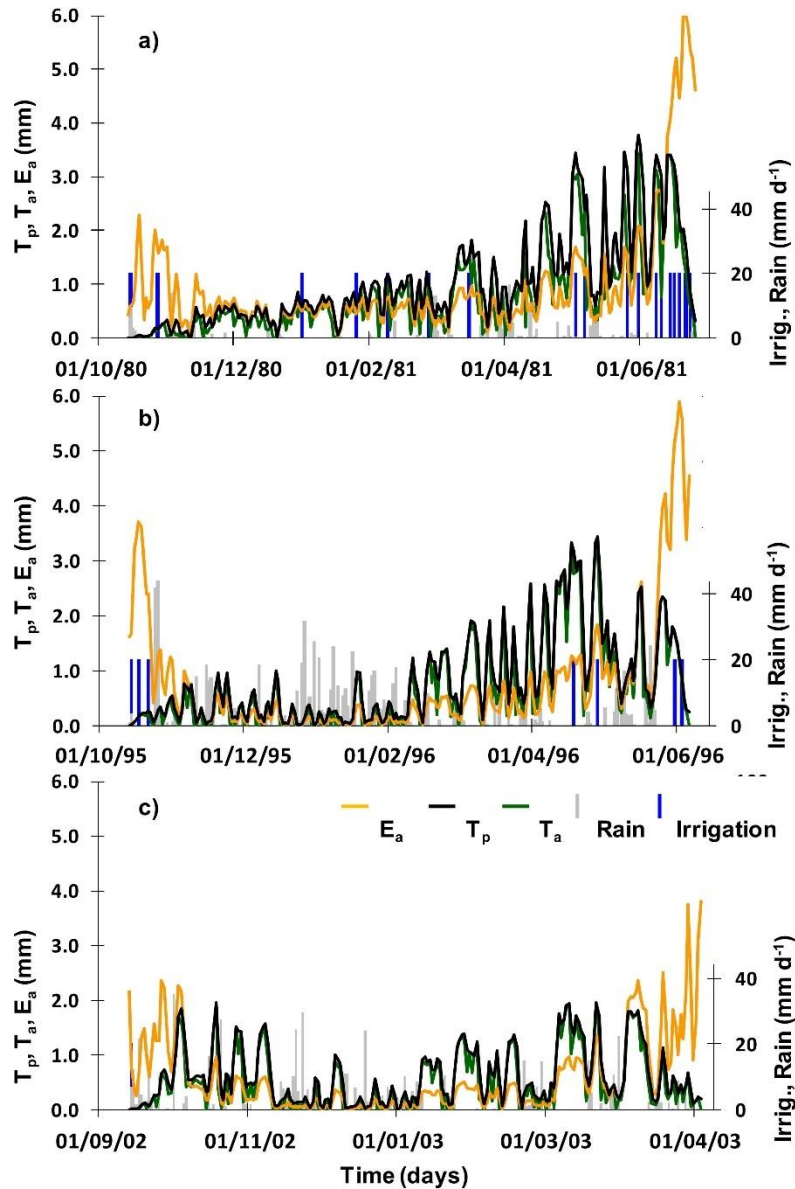 a)
6.0
5.0
4.0
3.0
2.0
1.0
0.0
Tp, Ta, Ea (mm)
40
20
0
Irrig., Rain (mm d-1)
01/10/80 01/12/80 01/02/81 01/04/81 01/06/81
b)
6.0
5.0
4.0
3.0
2.0
1.0
0.0
Tp, Ta, Ea (mm)
40
20
0
Irrig., Rain (mm d-1)
01/10/95 01/12/95 01/02/96 01/04/96 01/06/96
c)
6.0
5.0
4.0
3.0
2.0
1.0
0.0
Tp, Ta, Ea (mm)
Ea Tp Ta Rain Irrigation
40
20
0
Irrig., Rain (mm d-1)
01/09/02 01/11/02 01/01/03 01/03/03 01/04/03
Time (days)